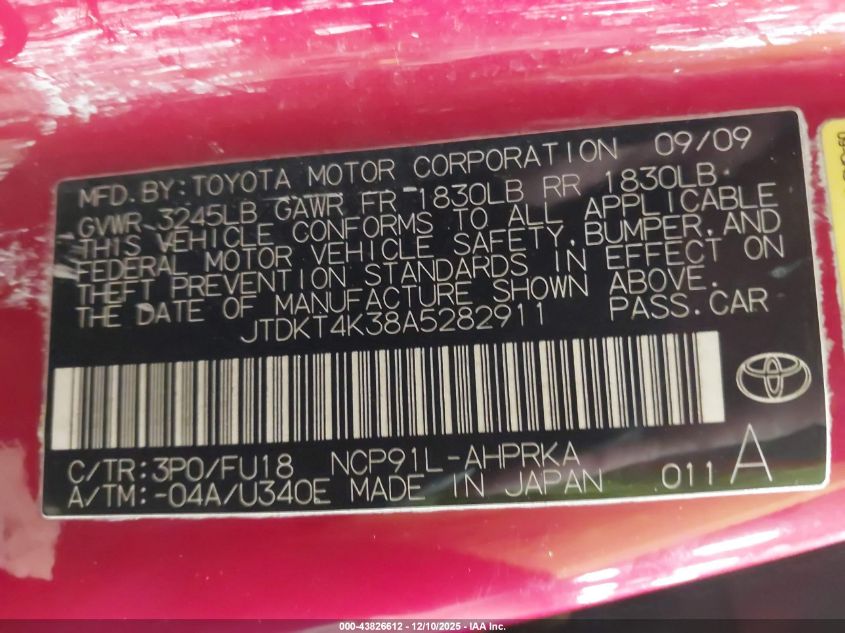 MFD. BY: TOYOTA MOTOR CORPORATION 09/09
GVWR 3245LB GAWR FR 1830LB RR 1830LB
THIS VEHICLE CONFORMS TO ALL APPLICABLE
FEDERAL MOTOR VEHICLE SAFETY, BUMPER, AND
THEFT PREVENTION STANDARDS IN EFFECT ON
THE DATE OF MANUFACTURE SHOWN ABOVE.
JTDKT4K38A5282911 PASS. CAR
C/TR: 3P0/FU18 NCP91L-AHPRKA
A/TM: -04A/U340E MADE IN JAPAN 011 A
000-43826612 - 12/10/2025 - IAA Inc.